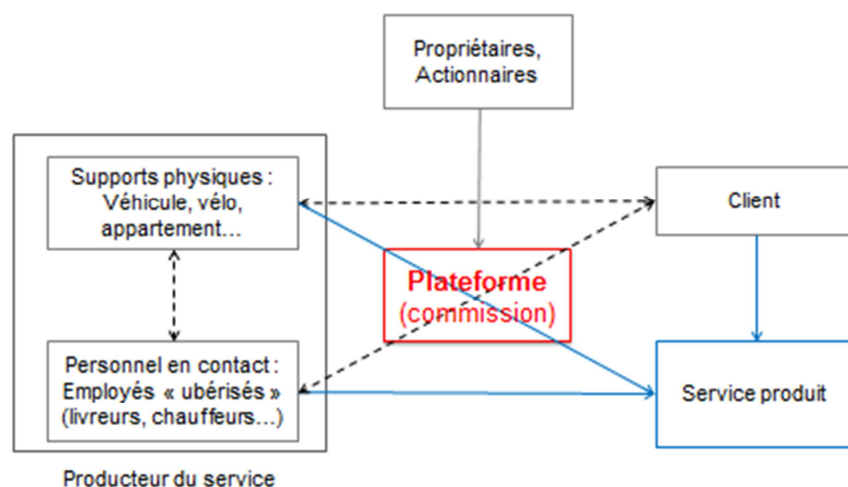 Propriétaires,
Actionnaires
Supports physiques :
Véhicule, vélo,
appartement...
Client
Plateforme
(commission)
Personnel en contact :
Employés « ubérisés »
(livreurs, chauffeurs...)
Service produit
Producteur du service